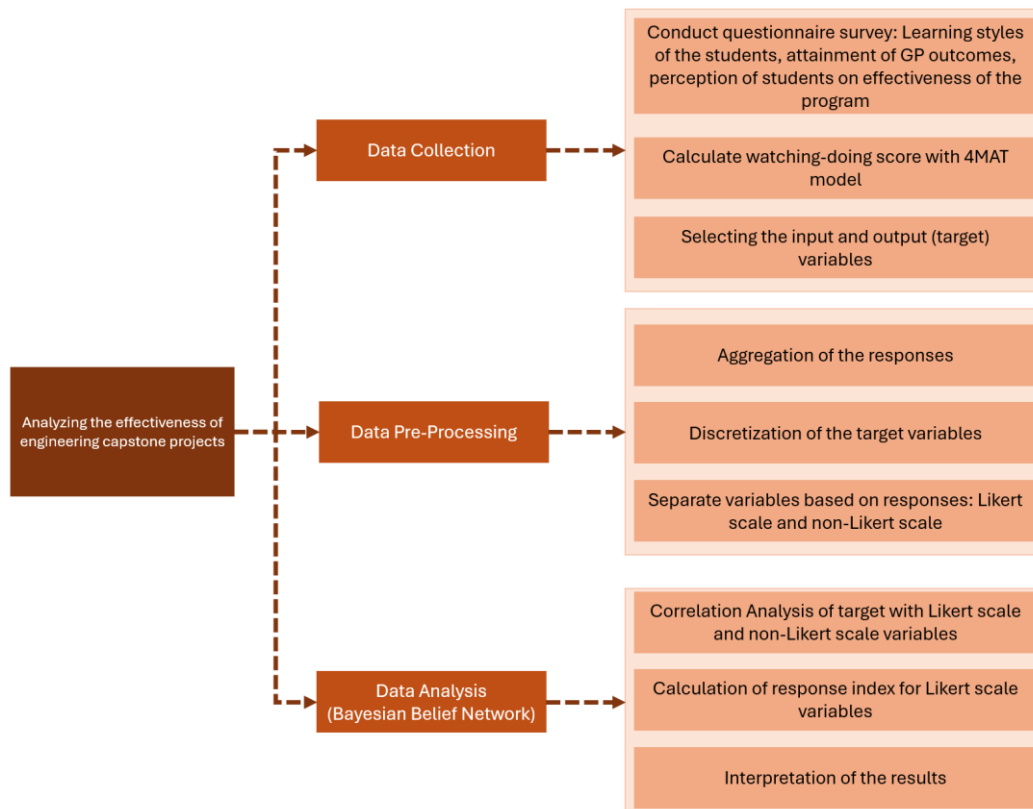 Conduct questionnaire survey: Learning styles
of the students, attainment of GP outcomes,
perception of students on effectiveness of the
program
Data Collection
Calculate watching-doing score with 4MAT
model
Selecting the input and output (target)
variables
Analyzing the effectiveness of
engineering capstone projects
Data Pre-Processing
Aggregation of the responses
Discretization of the target variables
Separate variables based on responses: Likert
scale and non-Likert scale
Data Analysis
(Bayesian Belief Network)
Correlation Analysis of target with Likert scale
and non-Likert scale variables
Calculation of response index for Likert scale
variables
Interpretation of the results